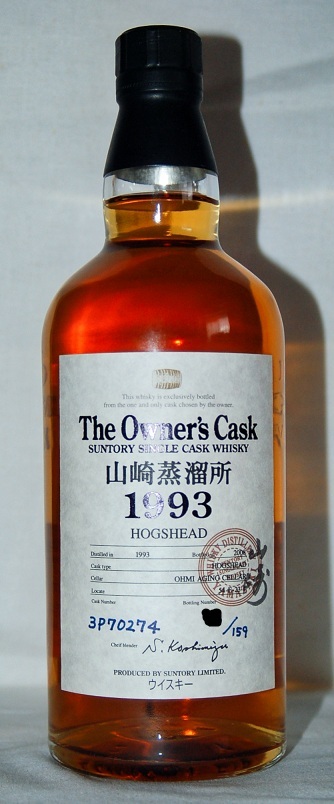 This whisky is exclusively bottled
from the one and only cask chosen by the owner.
The Owner's Cask
SUNTORY SINGLE CASK WHISKY
山崎蒸溜所
1993
HOGSHEAD
Distilled in 1993 Bottled in 2006
Cask type HOGSHEAD
Cellar OHMI AGING CELLAR
Locate
Cask Number Bottling Number
3P70274 /159
Chief blender S. Koshimizu
PRODUCED BY SUNTORY LIMITED.
ウイスキー